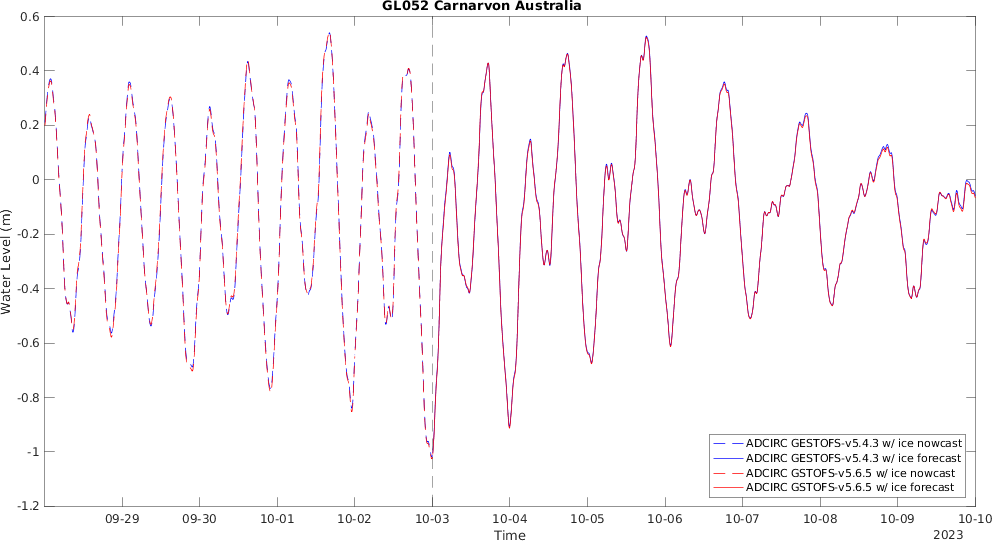 GL052 Carnarvon Australia
0.6
0.4
0.2
0
-0.2
-0.4
-0.6
-0.8
-1
-1.2
Water Level (m)
ADCIRC GESTOFS-v5.4.3 w/ ice nowcast
ADCIRC GESTOFS-v5.4.3 w/ ice forecast
ADCIRC GSTOFS-v5.6.5 w/ ice nowcast
ADCIRC GSTOFS-v5.6.5 w/ ice forecast
09-29 09-30 10-01 10-02 10-03 10-04 10-05 10-06 10-07 10-08 10-09 10-10
Time
2023